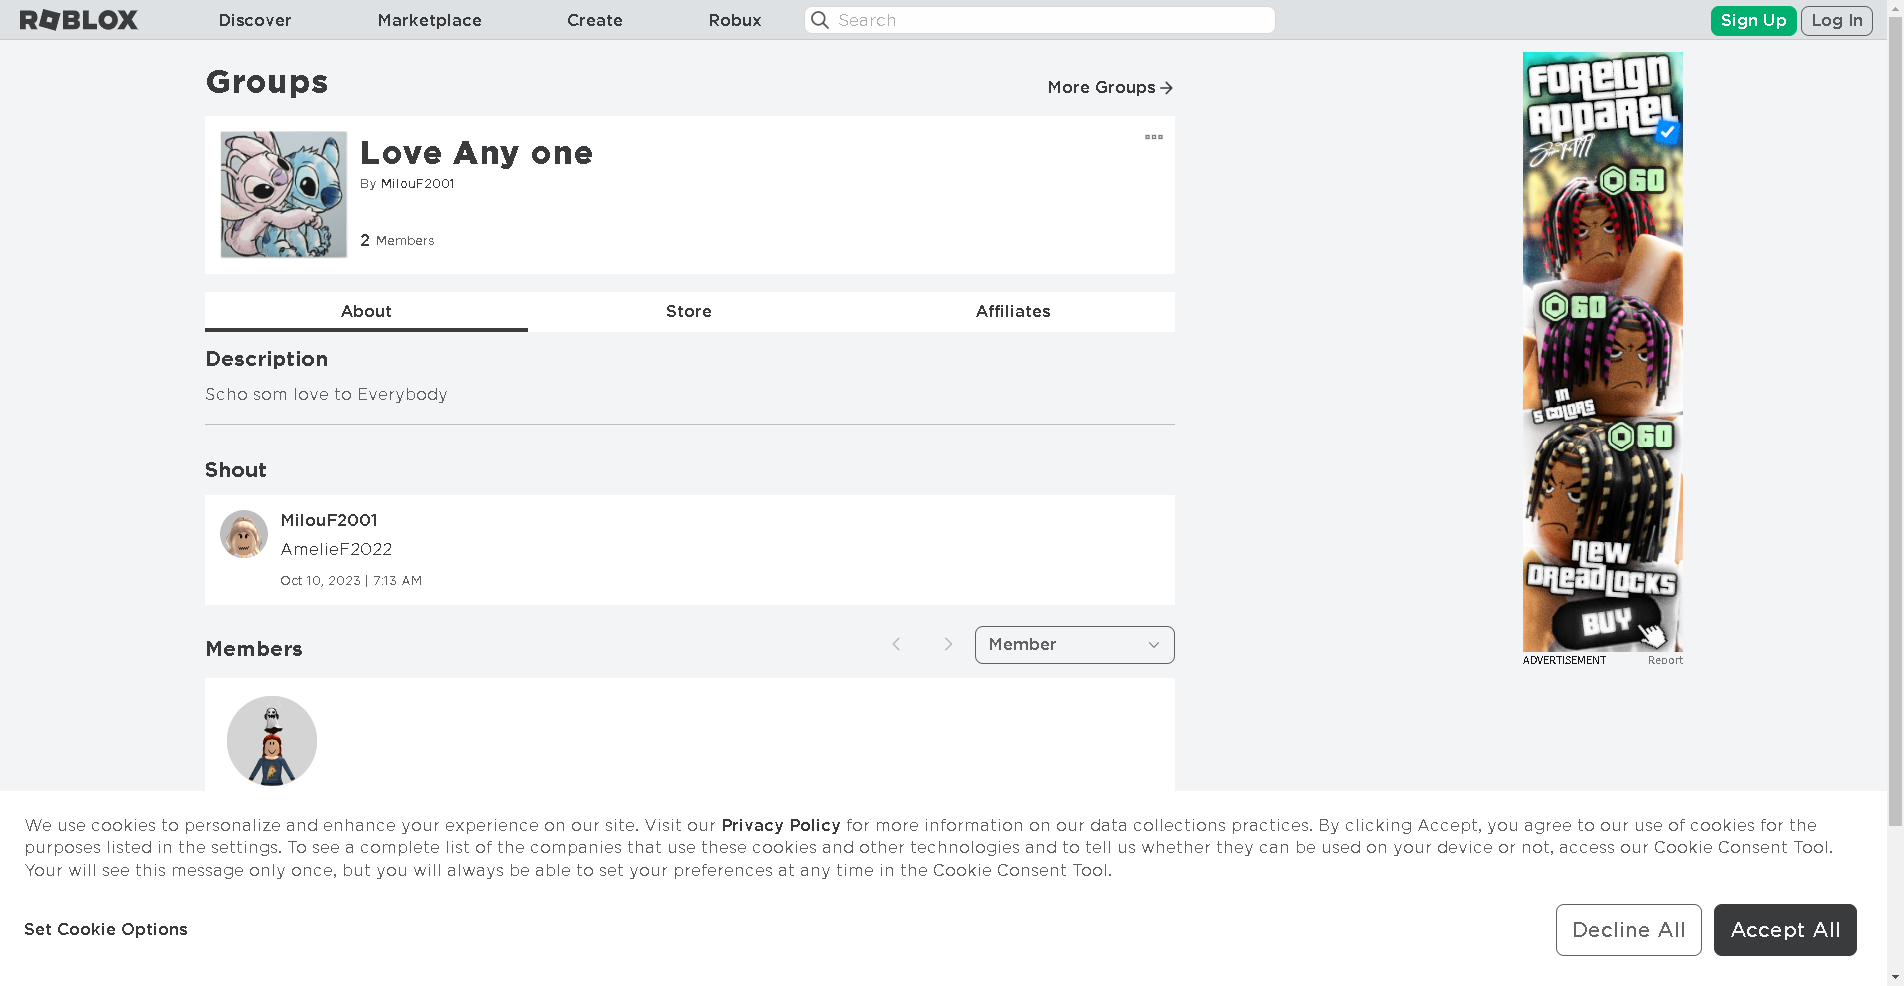 ROBLOX
Discover
Marketplace
Create
Robux
Search
Sign Up
Log In
Groups
More Groups
Love Any one
By MilouF2001
2 Members
About
Store
Affiliates
Description
Scho som love to Everybody
Shout
MilouF2001
AmelieF2022
Oct 10, 2023 | 7:13 AM
Members
Member
FOREIGN
APPAREL
60
60
IN
5 COLORS
60
NEW
DREADLOCKS
BUY
ADVERTISEMENT
Report
We use cookies to personalize and enhance your experience on our site. Visit our Privacy Policy for more information on our data collections practices. By clicking Accept, you agree to our use of cookies for the
purposes listed in the settings. To see a complete list of the companies that use these cookies and other technologies and to tell us whether they can be used on your device or not, access our Cookie Consent Tool.
Your will see this message only once, but you will always be able to set your preferences at any time in the Cookie Consent Tool.
Set Cookie Options
Decline All
Accept All